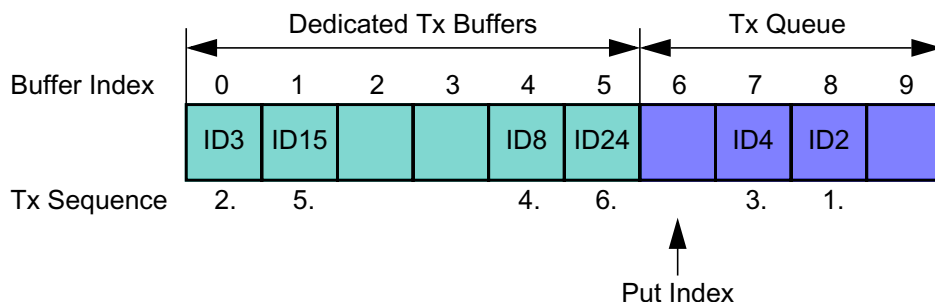 Dedicated Tx Buffers Tx Queue
Buffer Index 0 1 2 3 4 5 6 7 8 9
ID3 ID15 ID8 ID24 ID4 ID2
Tx Sequence 2. 5. 4. 6. 3. 1.
Put Index